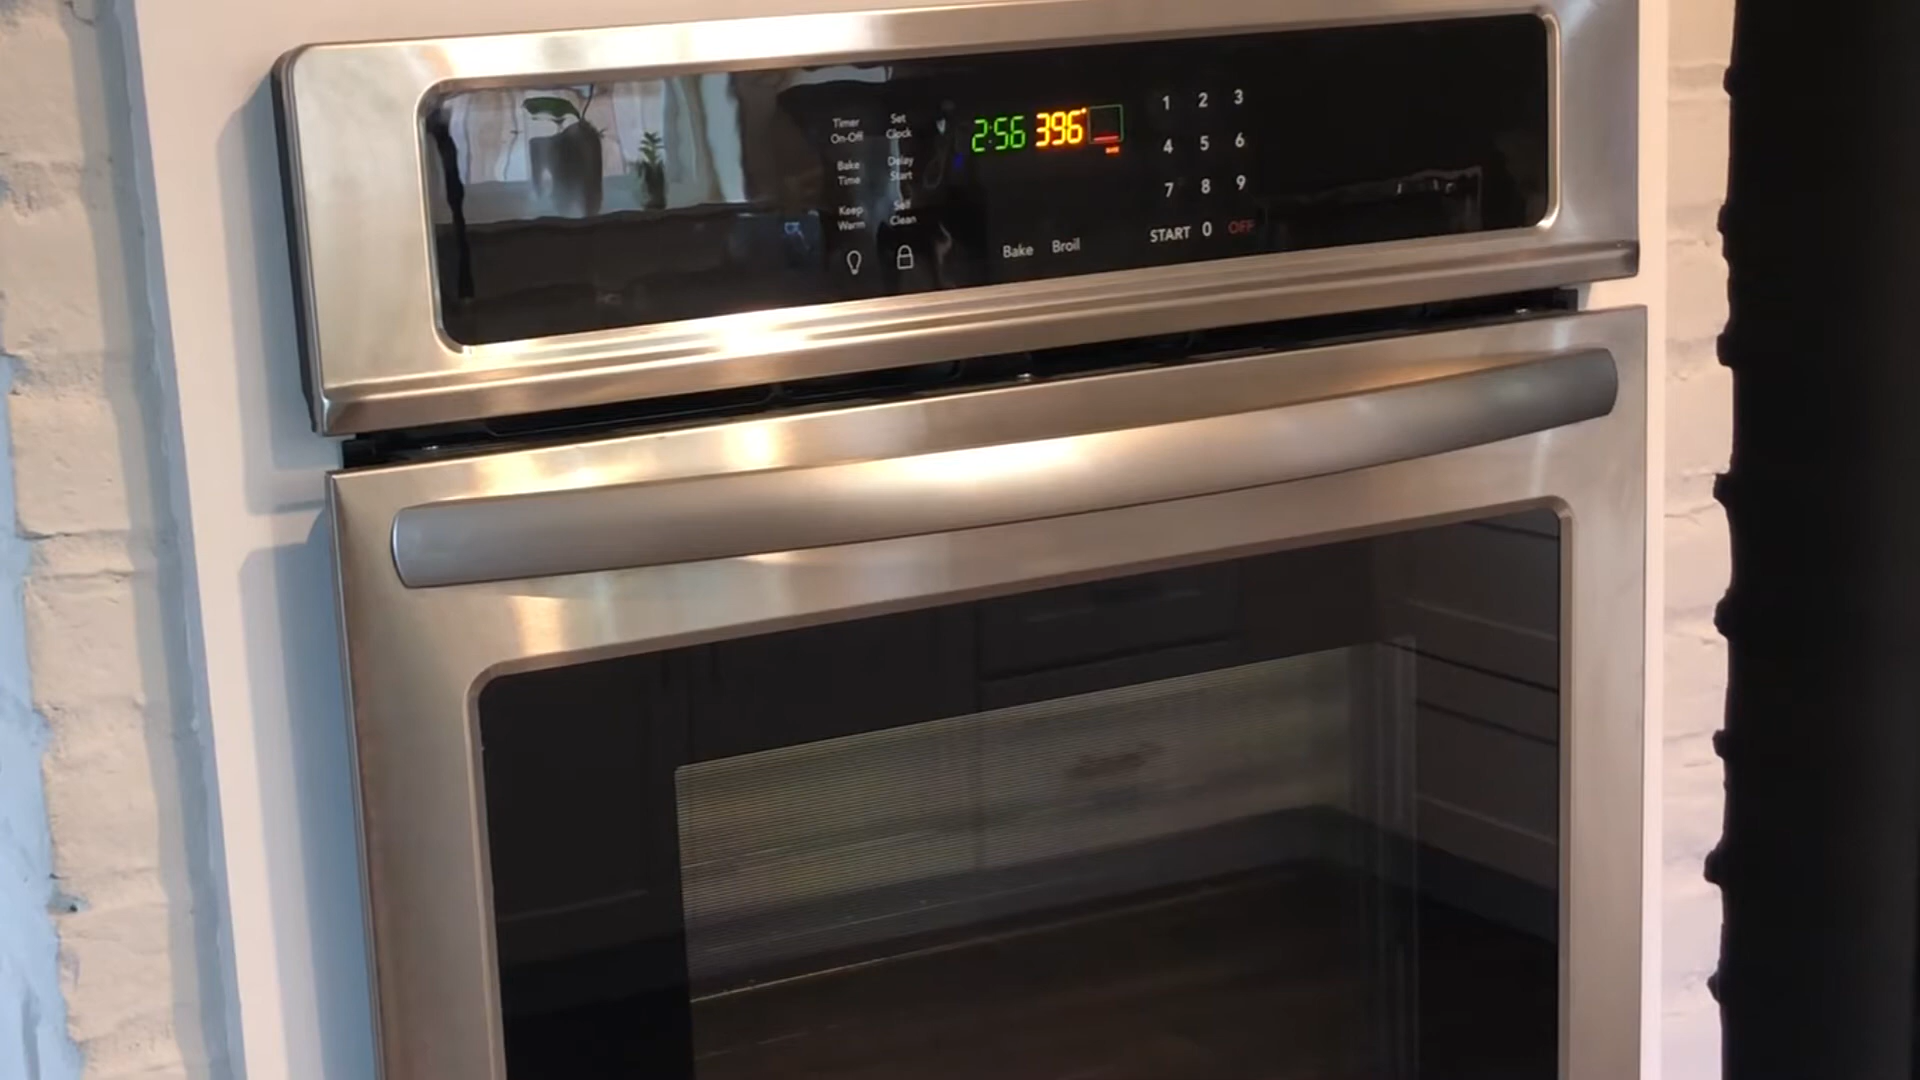 Timer
On-Off
Set
Clock
2:56 396°
1 2 3
Bake
Time
Delay
Start
4 5 6
Keep
Warm
Self
Clean
7 8 9
Bake Broil
START 0 OFF